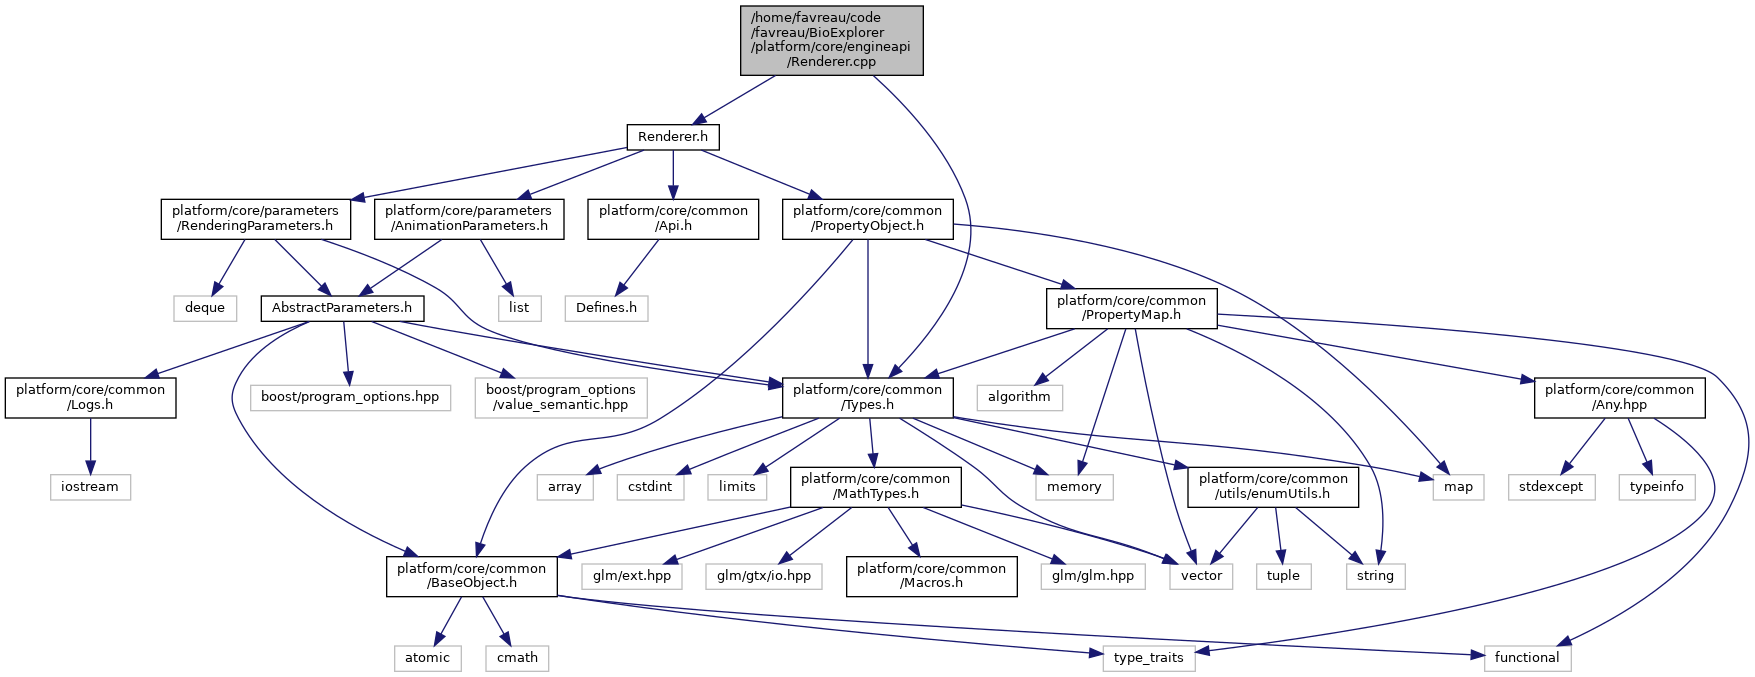 /home/favreau/code
/favreau/BioExplorer
/platform/core/engineapi
/Renderer.cpp
Renderer.h
platform/core/parameters
/RenderingParameters.h
platform/core/parameters
/AnimationParameters.h
platform/core/common
/Api.h
platform/core/common
/PropertyObject.h
deque
AbstractParameters.h
list
Defines.h
platform/core/common
/PropertyMap.h
platform/core/common
/Logs.h
boost/program_options.hpp
boost/program_options
/value_semantic.hpp
platform/core/common
/Types.h
algorithm
platform/core/common
/Any.hpp
iostream
array
cstdint
limits
platform/core/common
/MathTypes.h
memory
platform/core/common
/utils/enumUtils.h
map
stdexcept
typeinfo
platform/core/common
/BaseObject.h
glm/ext.hpp
glm/gtx/io.hpp
platform/core/common
/Macros.h
glm/glm.hpp
vector
tuple
string
atomic
cmath
type_traits
functional